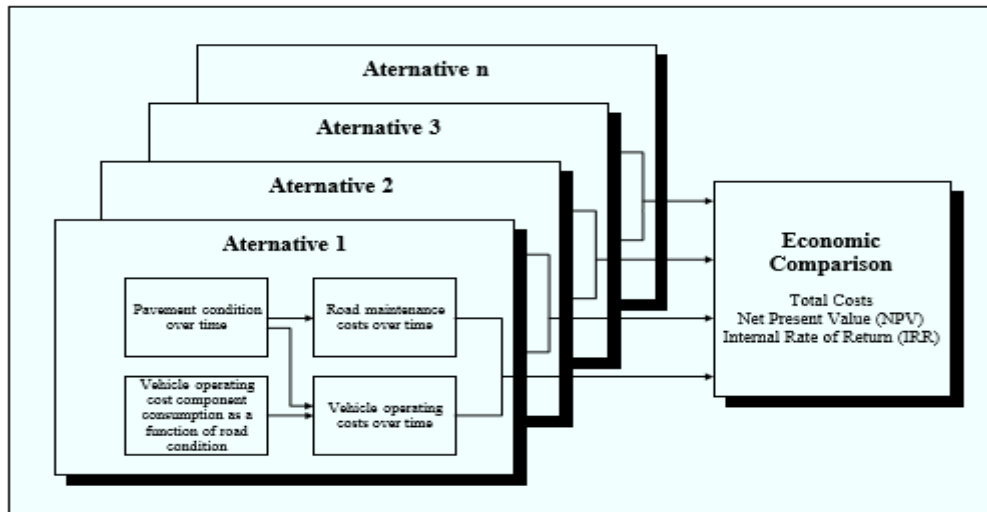 Aternative n
Aternative 3
Aternative 2
Aternative 1
Pavement condition
over time
Road maintenance
costs over time
Vehicle operating
cost component
consumption as a
function of road
condition
Vehicle operating
costs over time
Economic
Comparison
Total Costs
Net Present Value (NPV)
Internal Rate of Return (IRR)